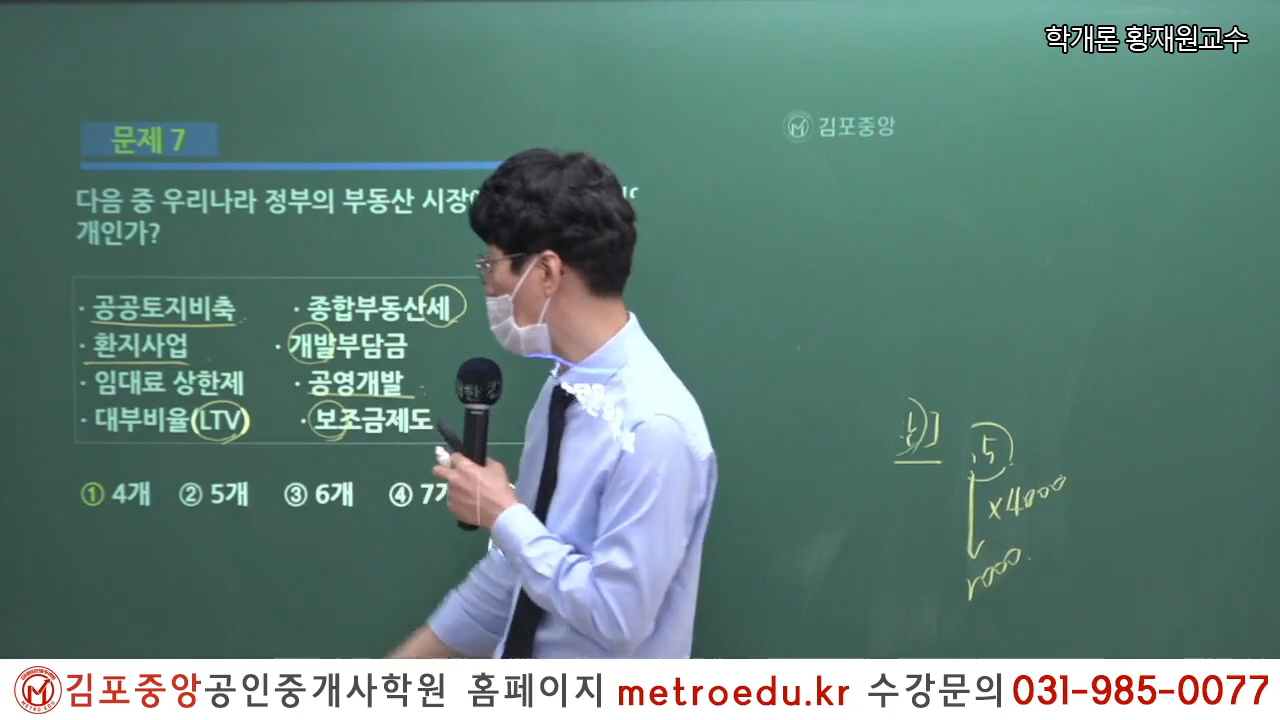 학개론 황재원교수
김포중앙
문제 7
다음 중 우리나라 정부의 부동산 시장에
개인가?
· 공공토지비축 · 종합부동산세
· 환지사업 · 개발부담금
· 임대료 상한제 · 공영개발
· 대부비율(LTV) · 보조금제도
① 4개 ② 5개 ③ 6개 ④ 7개
5
×4000
김포중앙공인중개사학원 홈페이지 metroedu.kr 수강문의 031-985-0077